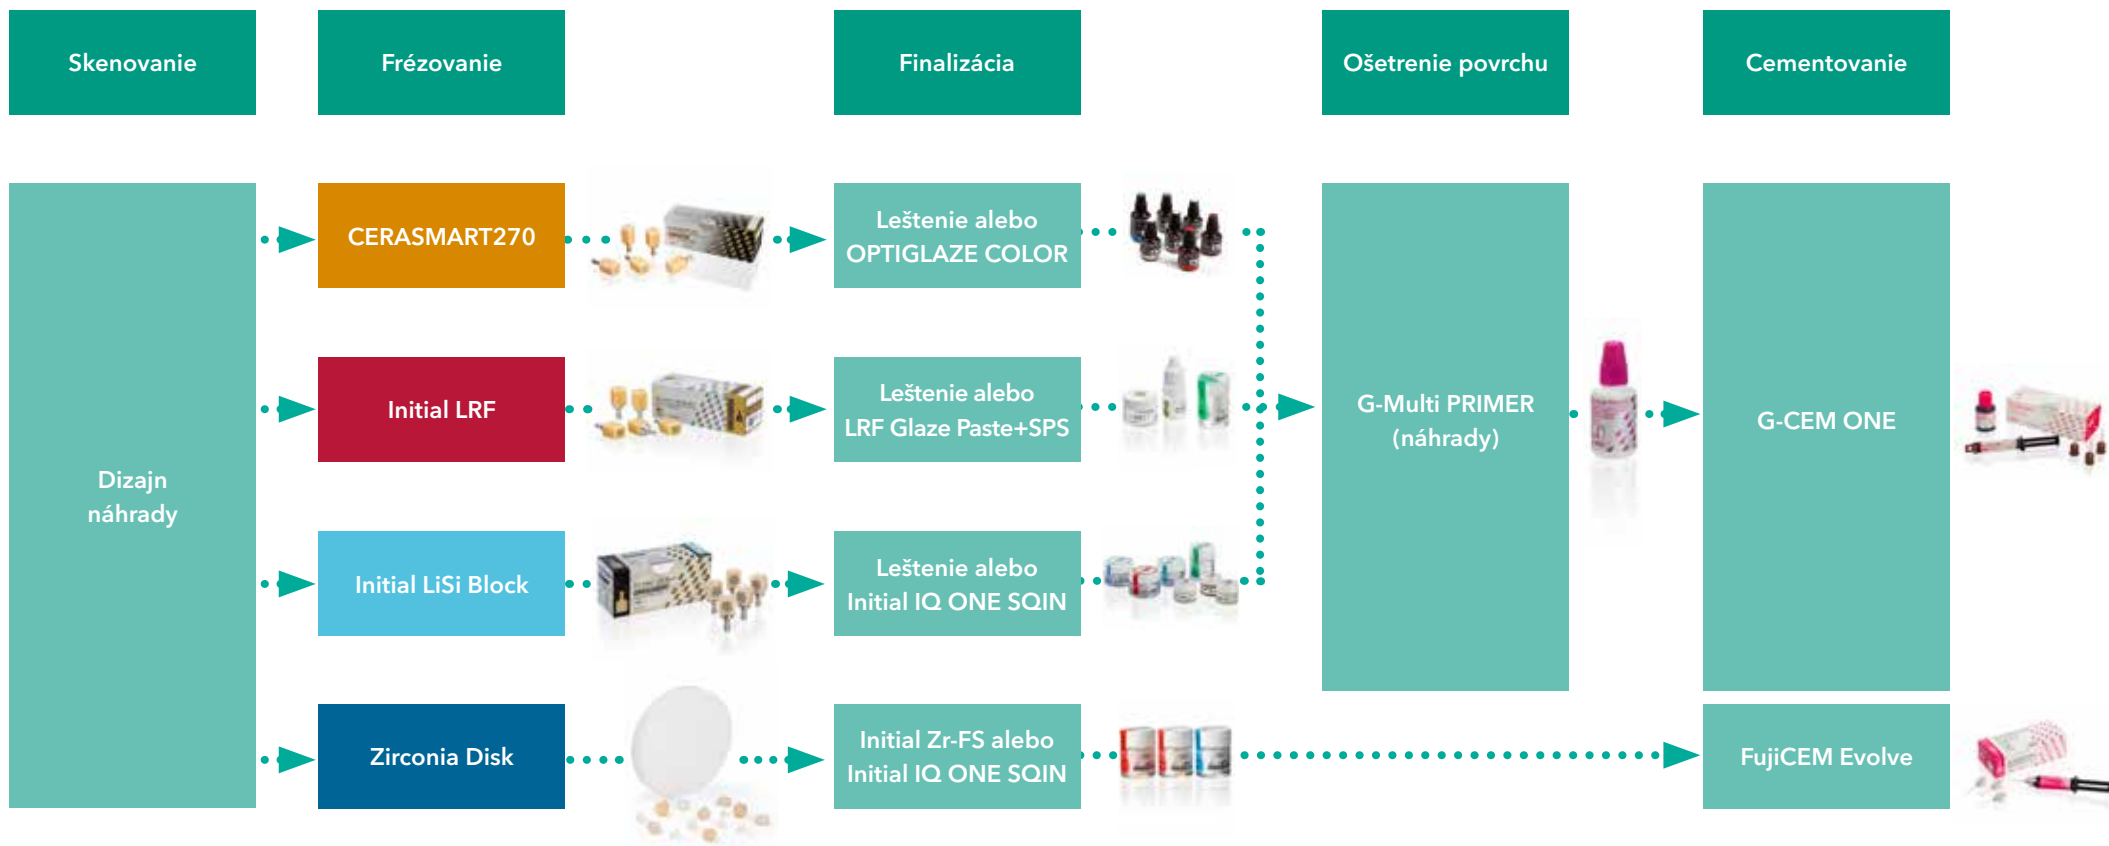 Skenovanie
Frézovanie
Finalizácia
Ošetrenie povrchu
Cementovanie
Dizajn
náhrady
CERASMART270
Leštenie alebo
OPTIGLAZE COLOR
Initial LRF
Leštenie alebo
LRF Glaze Paste+SPS
Initial LiSi Block
Leštenie alebo
Initial IQ ONE SQIN
G-Multi PRIMER
(náhrady)
G-CEM ONE
Zirconia Disk
Initial Zr-FS alebo
Initial IQ ONE SQIN
FujiCEM Evolve